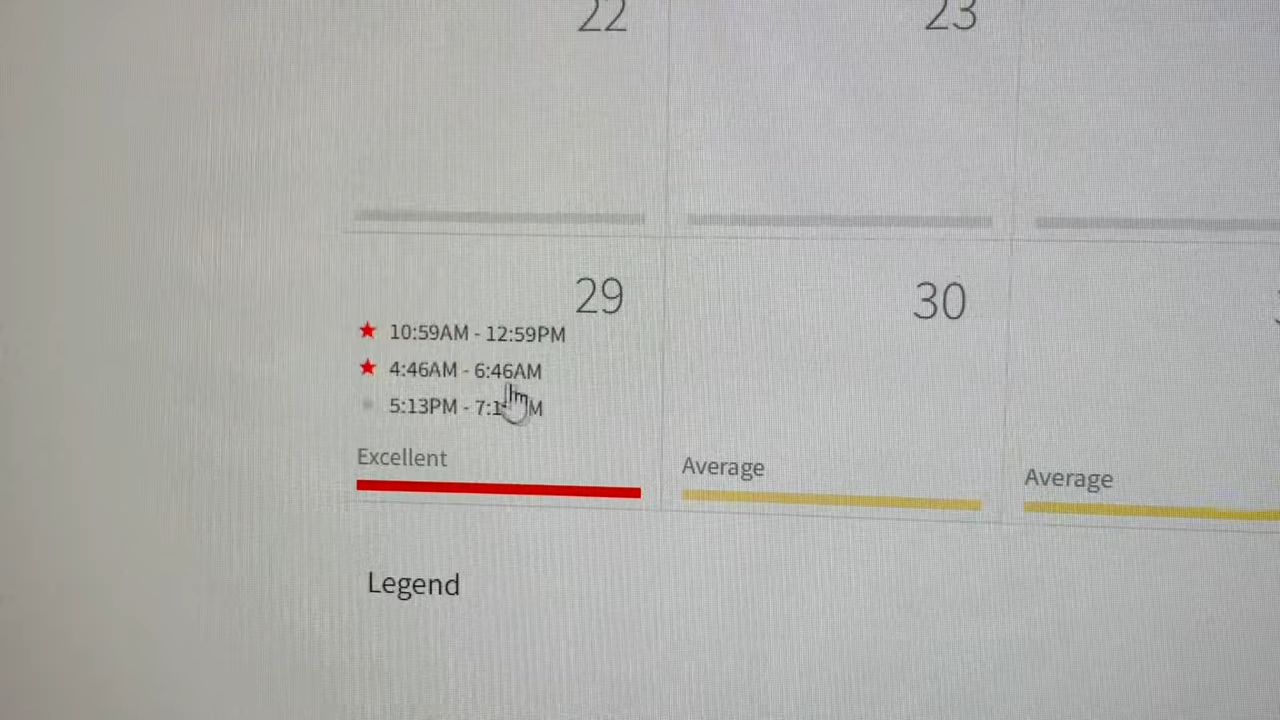 22
23
29
30
10:59AM - 12:59PM
4:46AM - 6:46AM
5:13PM -
Excellent
Average
Average
Legend